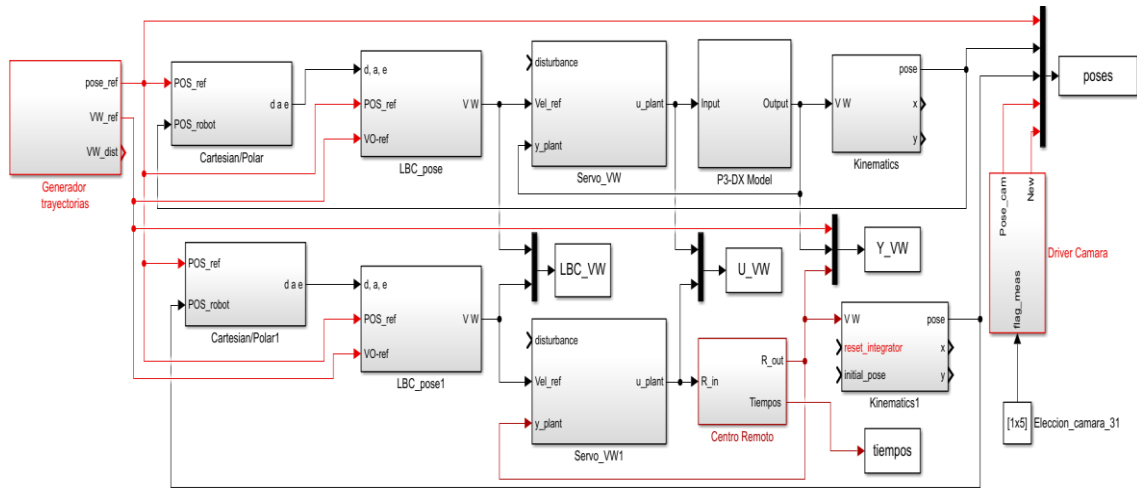 pose_ref
VW_ref
VW_dist
Generador
trayectorias
POS_ref
POS_robot
d a e
Cartesian/Polar
d, a, e
POS_ref
VO-ref
V W
LBC_pose
disturbance
Vel_ref
y_plant
u_plant
Servo_VW
Input
Output
P3-DX Model
V W
pose
x
y
Kinematics
poses
Pose_cam
New
flag_meas
Driver Camara
[1x5]
Eleccion_camara_31
POS_ref
POS_robot
d a e
Cartesian/Polar1
d, a, e
POS_ref
VO-ref
V W
LBC_pose1
LBC_VW
U_VW
Y_VW
disturbance
Vel_ref
y_plant
u_plant
Servo_VW1
R_in
R_out
Tiempos
Centro Remoto
tiempos
V W
reset_integrator
initial_pose
pose
x
y
Kinematics1